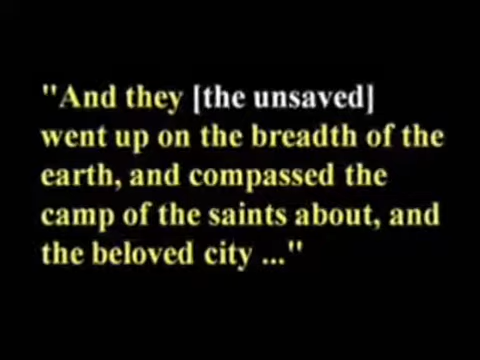 "And they [the unsaved]
went up on the breadth of the
earth, and compassed the
camp of the saints about, and
the beloved city ..."